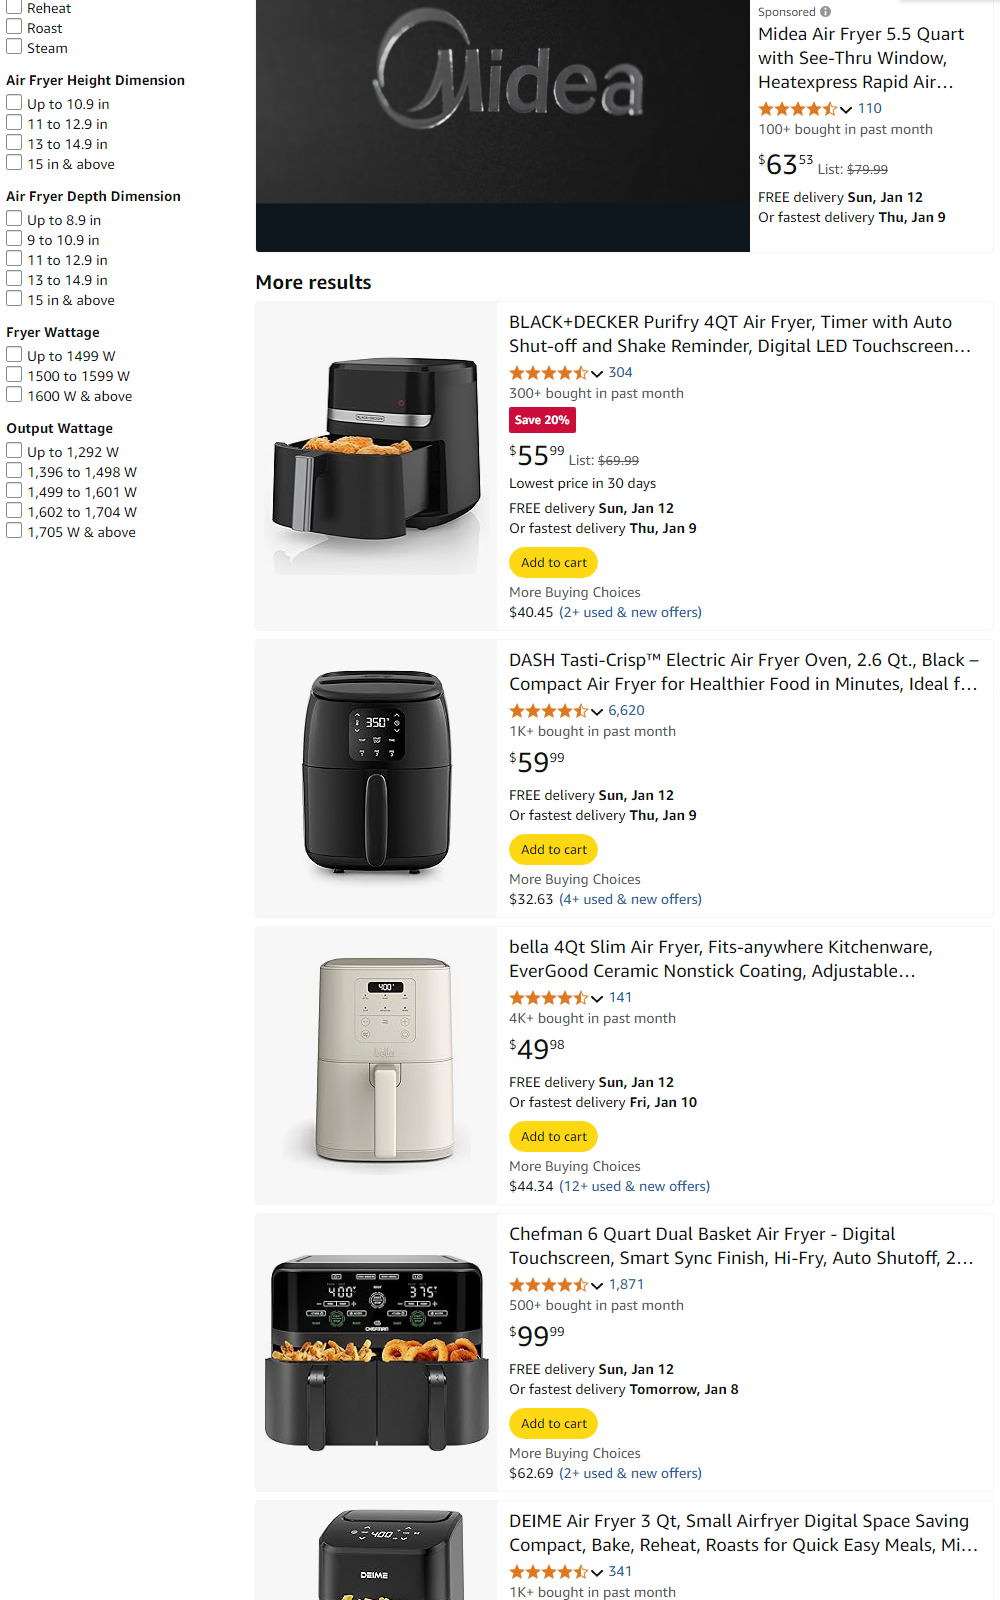 Reheat
Roast
Steam
Air Fryer Height Dimension
Up to 10.9 in
11 to 12.9 in
13 to 14.9 in
15 in & above
Air Fryer Depth Dimension
Up to 8.9 in
9 to 10.9 in
11 to 12.9 in
13 to 14.9 in
15 in & above
Fryer Wattage
Up to 1499 W
1500 to 1599 W
1600 W & above
Output Wattage
Up to 1,292 W
1,396 to 1,498 W
1,499 to 1,601 W
1,602 to 1,704 W
1,705 W & above
Midea
Sponsored
Midea Air Fryer 5.5 Quart
with See-Thru Window,
Heatexpress Rapid Air…
110
100+ bought in past month
$63 53 List: $79.99
FREE delivery Sun, Jan 12
Or fastest delivery Thu, Jan 9
More results
BLACK+DECKER
BLACK+DECKER Purifry 4QT Air Fryer, Timer with Auto
Shut-off and Shake Reminder, Digital LED Touchscreen…
304
300+ bought in past month
Save 20%
$55 99 List: $69.99
Lowest price in 30 days
FREE delivery Sun, Jan 12
Or fastest delivery Thu, Jan 9
Add to cart
More Buying Choices
$40.45 (2+ used & new offers)
350°
DASH Tasti-Crisp™ Electric Air Fryer Oven, 2.6 Qt., Black –
Compact Air Fryer for Healthier Food in Minutes, Ideal f…
6,620
1K+ bought in past month
$59 99
FREE delivery Sun, Jan 12
Or fastest delivery Thu, Jan 9
Add to cart
More Buying Choices
$32.63 (4+ used & new offers)
400°
bella
bella 4Qt Slim Air Fryer, Fits-anywhere Kitchenware,
EverGood Ceramic Nonstick Coating, Adjustable…
141
4K+ bought in past month
$49 98
FREE delivery Sun, Jan 12
Or fastest delivery Fri, Jan 10
Add to cart
More Buying Choices
$44.34 (12+ used & new offers)
400° 375°
CHEFMAN
Chefman 6 Quart Dual Basket Air Fryer - Digital
Touchscreen, Smart Sync Finish, Hi-Fry, Auto Shutoff, 2…
1,871
500+ bought in past month
$99 99
FREE delivery Sun, Jan 12
Or fastest delivery Tomorrow, Jan 8
Add to cart
More Buying Choices
$62.69 (2+ used & new offers)
400
DEIME
DEIME Air Fryer 3 Qt, Small Airfryer Digital Space Saving
Compact, Bake, Reheat, Roasts for Quick Easy Meals, Mi…
341
1K+ bought in past month